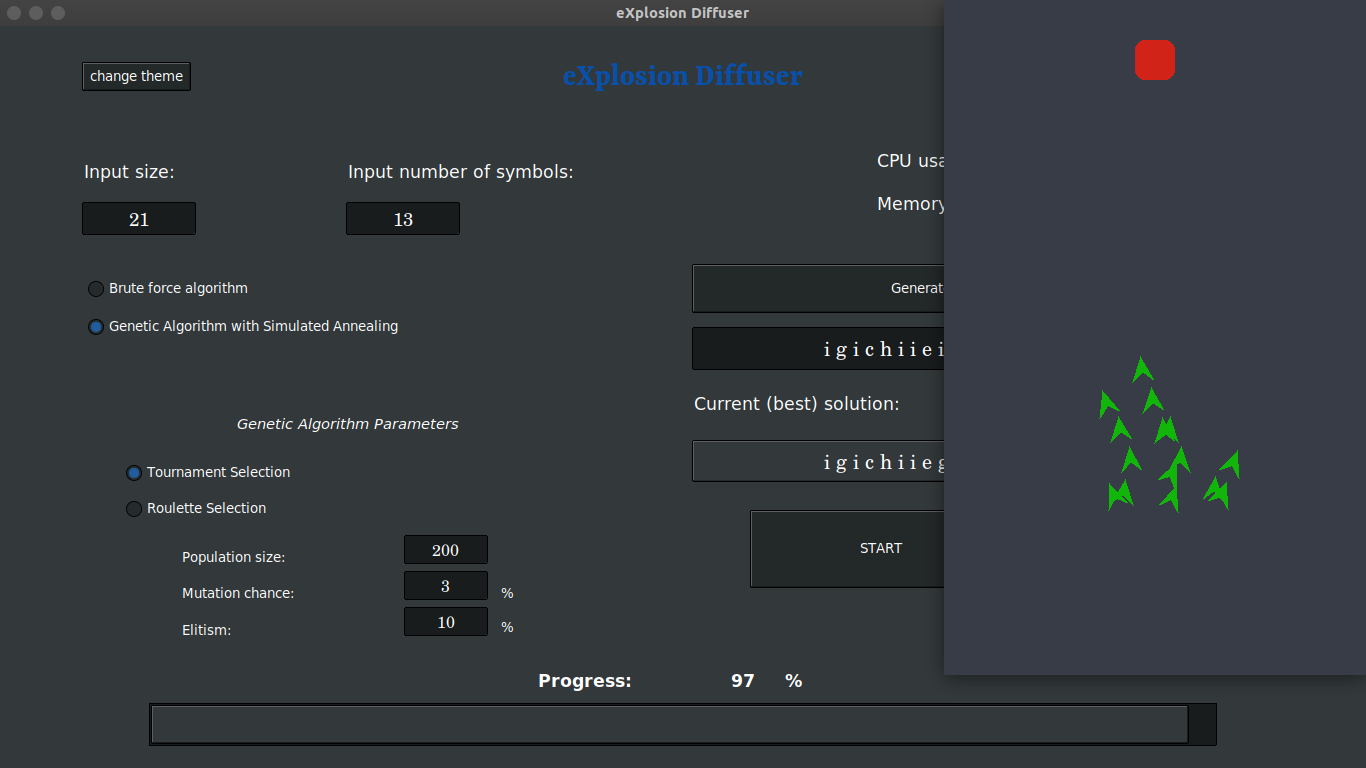 eXplosion Diffuser
change theme
eXplosion Diffuser
Input size:
Input number of symbols:
CPU usa
21
13
Memory
Brute force algorithm
Generat
Genetic Algorithm with Simulated Annealing
i g i c h i i e i
Current (best) solution:
Genetic Algorithm Parameters
i g i c h i i e g
Tournament Selection
Roulette Selection
START
Population size:
200
Mutation chance:
3
%
Elitism:
10
%
Progress:
97
%